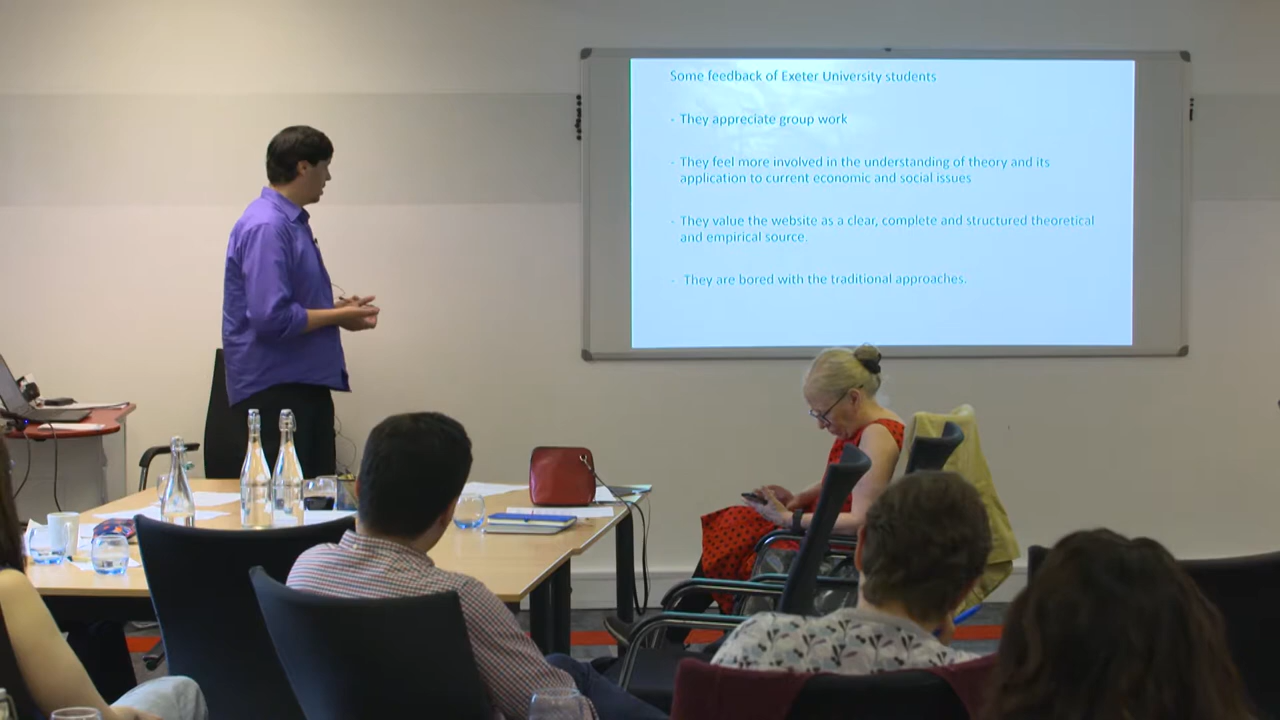 Some feedback of Exeter University students
- They appreciate group work
- They feel more involved in the understanding of theory and its
application to current economic and social issues
- They value the website as a clear, complete and structured theoretical
and empirical source.
- They are bored with the traditional approaches.